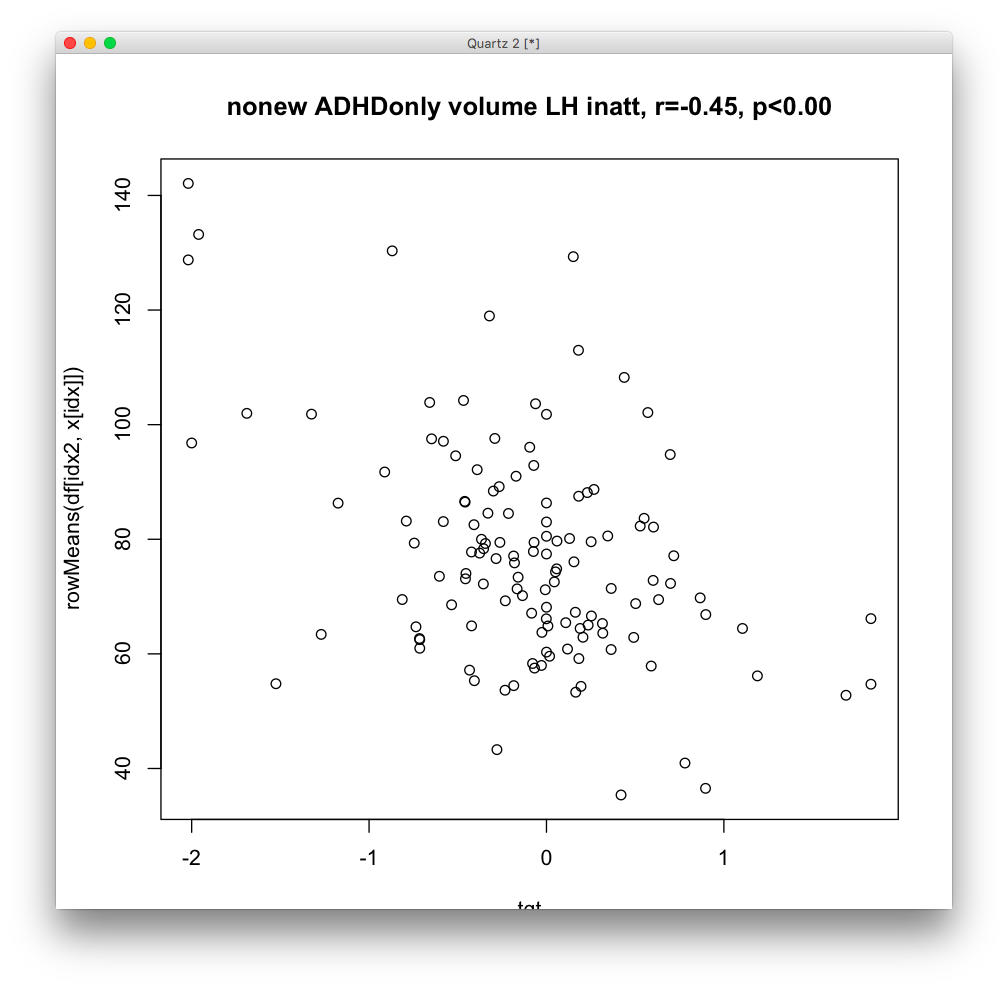 Quartz 2 [*]
nonew ADHDonly volume LH inatt, r=-0.45, p<0.00
rowMeans(df[idx2, x[idx]])
140
120
100
80
60
40
-2 -1 0 1
tgt